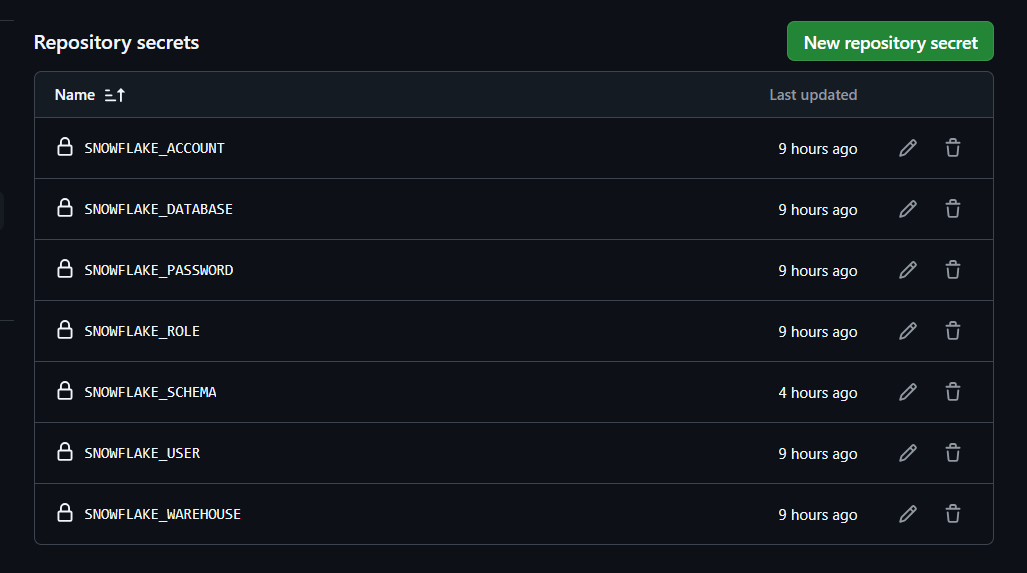 Repository secrets
New repository secret
Name
Last updated
SNOWFLAKE_ACCOUNT 9 hours ago
SNOWFLAKE_DATABASE 9 hours ago
SNOWFLAKE_PASSWORD 9 hours ago
SNOWFLAKE_ROLE 9 hours ago
SNOWFLAKE_SCHEMA 4 hours ago
SNOWFLAKE_USER 9 hours ago
SNOWFLAKE_WAREHOUSE 9 hours ago